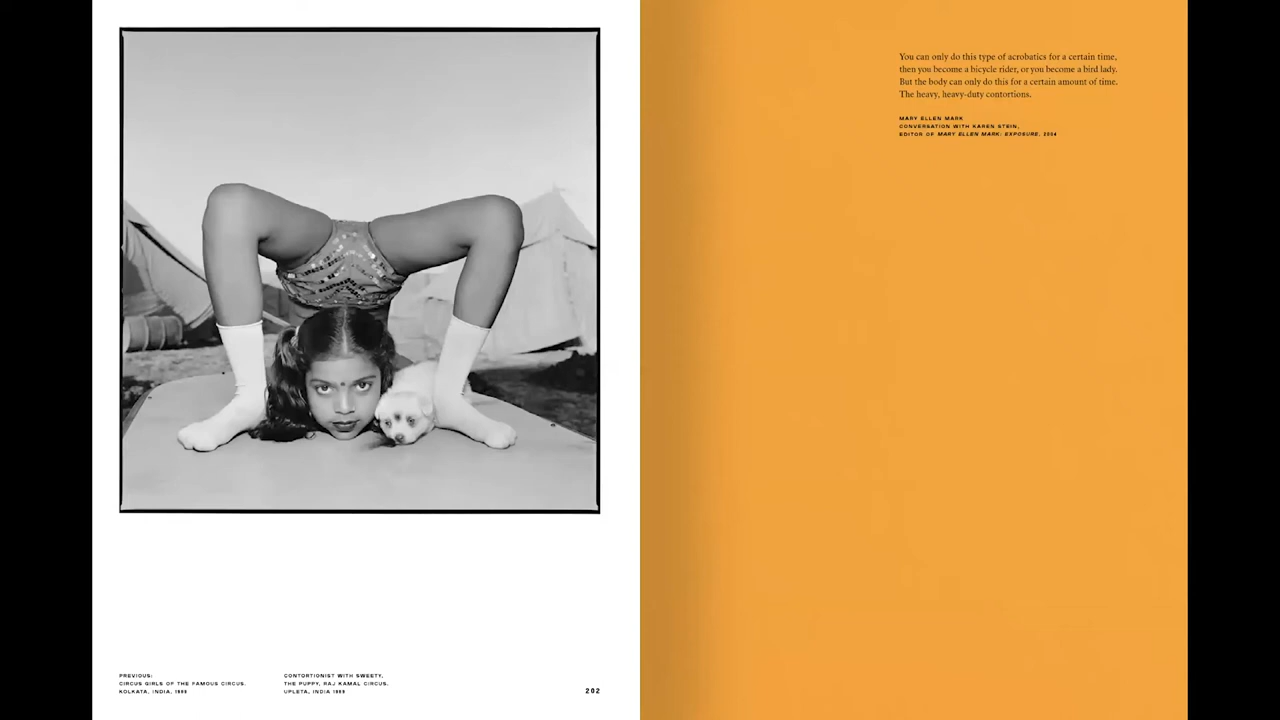 You can only do this type of acrobatics for a certain time,
then you become a bicycle rider, or you become a bird lady.
But the body can only do this for a certain amount of time.
The heavy, heavy-duty contortions.
MARY ELLEN MARK
CONVERSATION WITH KAREN STEIN,
EDITOR OF MARY ELLEN MARK: EXPOSURE, 2004
PREVIOUS:
CIRCUS GIRLS OF THE FAMOUS CIRCUS.
KOLKATA, INDIA, 1989
CONTORTIONIST WITH SWEETY,
THE PUPPY, RAJ KAMAL CIRCUS.
UPLETA, INDIA 1989
202